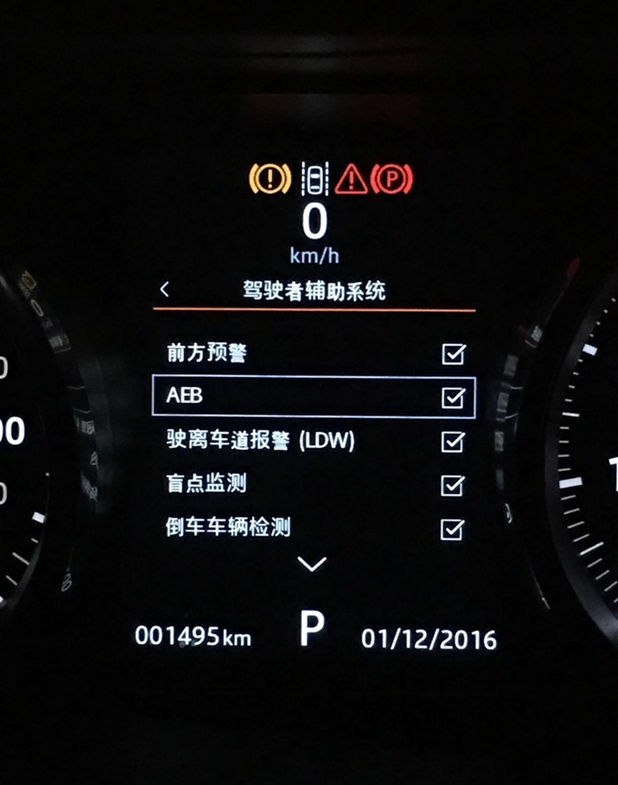 P
0
km/h
驾驶者辅助系统
前方预警
AEB
驶离车道报警 (LDW)
盲点监测
倒车车辆检测
001495km P 01/12/2016